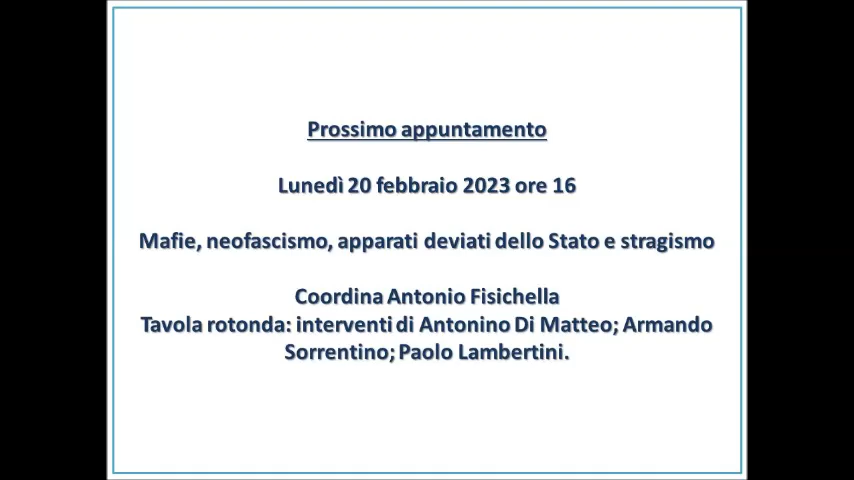 Prossimo appuntamento
Lunedì 20 febbraio 2023 ore 16
Mafie, neofascismo, apparati deviati dello Stato e stragismo
Coordina Antonio Fisichella
Tavola rotonda: interventi di Antonino Di Matteo; Armando
Sorrentino; Paolo Lambertini.